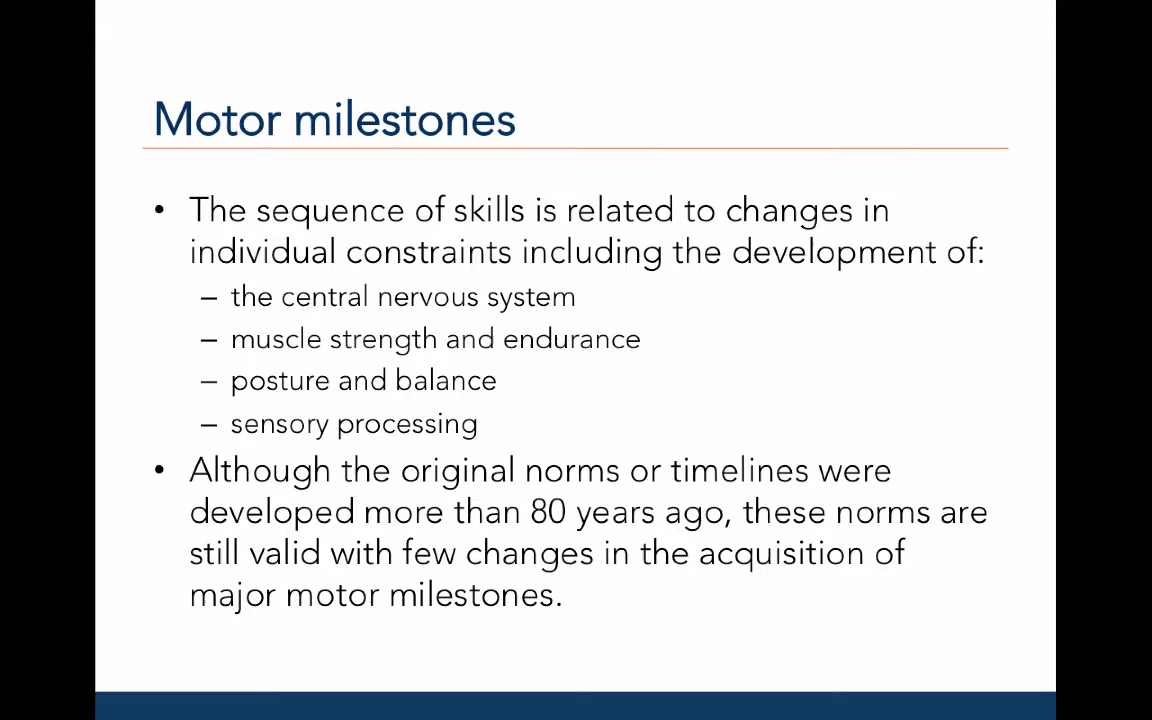 Motor milestones
• The sequence of skills is related to changes in
individual constraints including the development of:
– the central nervous system
– muscle strength and endurance
– posture and balance
– sensory processing
• Although the original norms or timelines were
developed more than 80 years ago, these norms are
still valid with few changes in the acquisition of
major motor milestones.